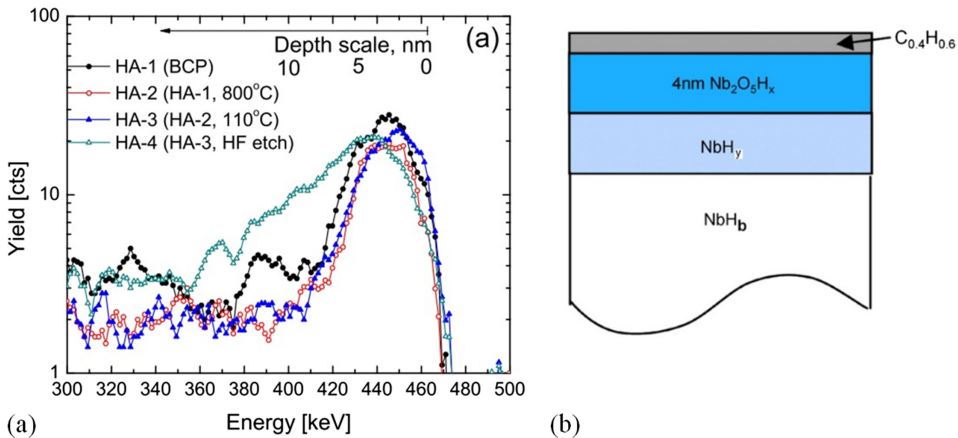 100
10
1
Yield [cts]
Depth scale, nm
10 5 0
(a)
HA-1 (BCP)
HA-2 (HA-1, 800°C)
HA-3 (HA-2, 110°C)
HA-4 (HA-3, HF etch)
300 320 340 360 380 400 420 440 460 480 500
Energy [keV]
(a)
C0.4H0.6
4nm Nb2O5Hx
NbHy
NbHb
(b)